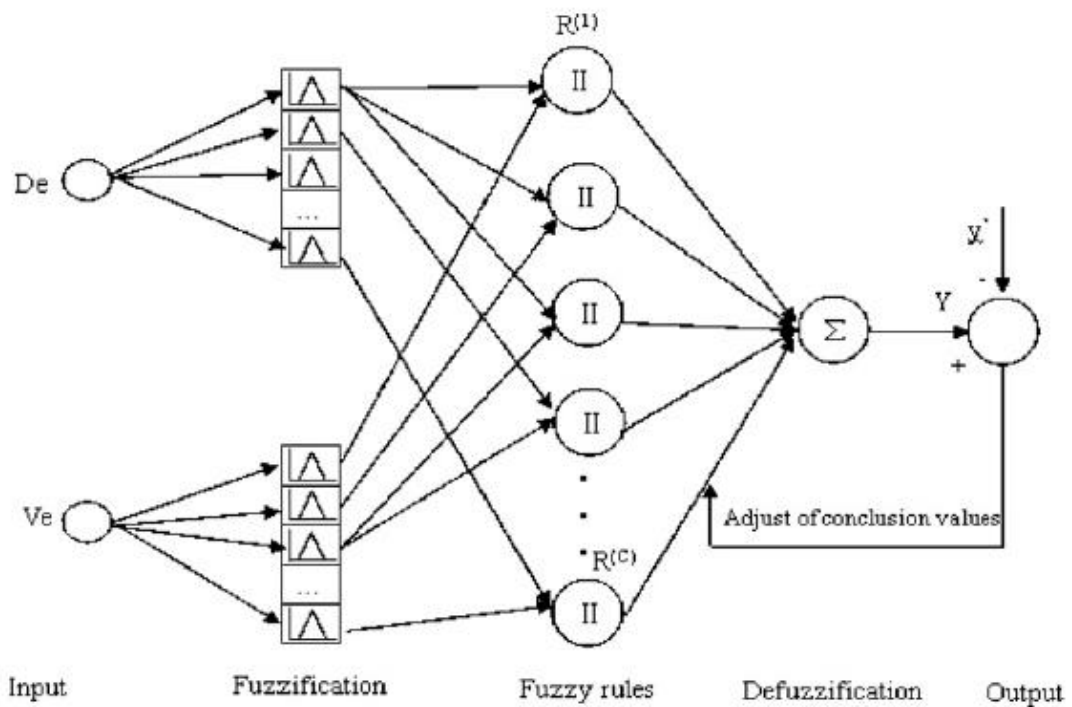 R(1)
II
De
...
II
II
y*
-
Y
Σ
+
II
Ve
Adjust of conclusion values
...
R(C)
II
Input
Fuzzification
Fuzzy rules
Defuzzification
Output